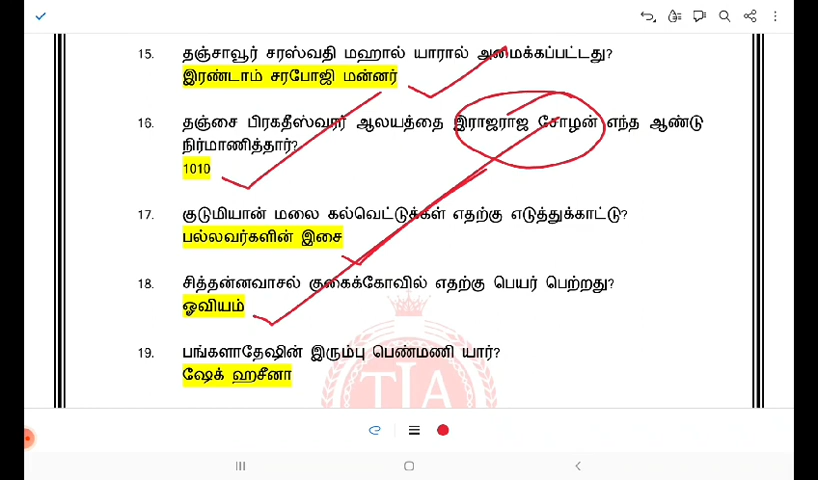 15. தஞ்சாவூர் சரஸ்வதி மஹால் யாரால் அமைக்கப்பட்டது?
இரண்டாம் சரபோஜி மன்னர்
16. தஞ்சை பிரகதீஸ்வரர் ஆலயத்தை இராஜராஜ சோழன் எந்த ஆண்டு
நிர்மாணித்தார்?
1010
17. குடுமியான் மலை கல்வெட்டுக்கள் எதற்கு எடுத்துக்காட்டு?
பல்லவர்களின் இசை
18. சித்தன்னவாசல் குகைக்கோவில் எதற்கு பெயர் பெற்றது?
ஓவியம்
19. பங்களாதேஷின் இரும்பு பெண்மணி யார்?
ஷேக் ஹசீனா
TIA